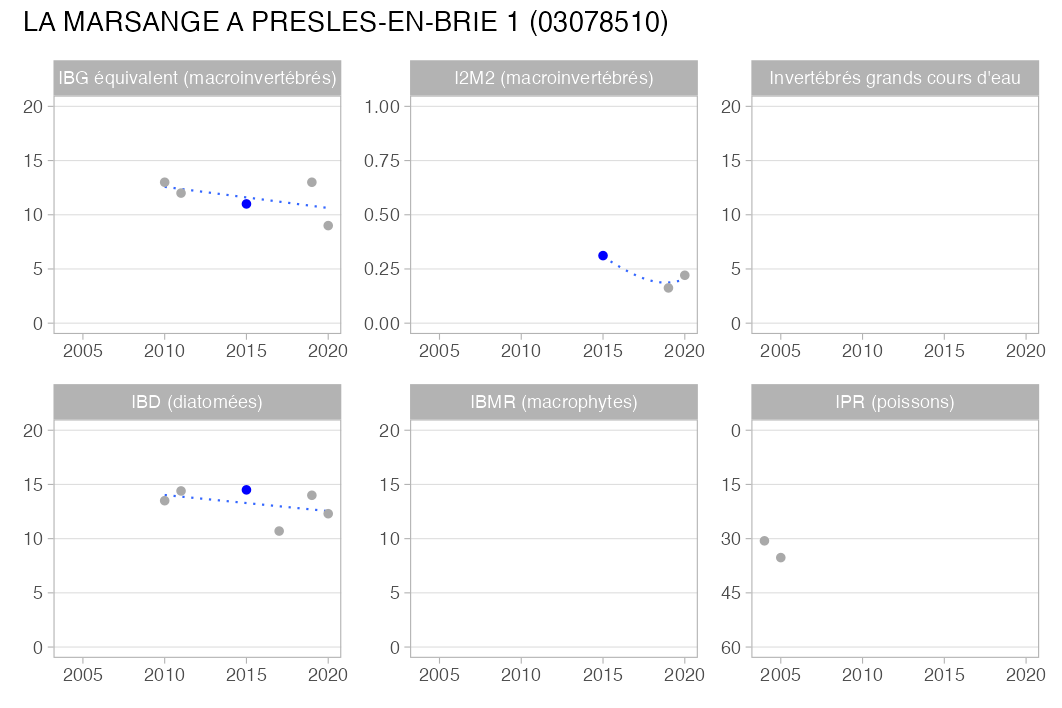 LA MARSANGE A PRESLES-EN-BRIE 1 (03078510)
IBG équivalent (macroinvertébrés)
I2M2 (macroinvertébrés)
Invertébrés grands cours d'eau
20
15
10
5
0
2005 2010 2015 2020
1.00
0.75
0.50
0.25
0.00
2005 2010 2015 2020
20
15
10
5
0
2005 2010 2015 2020
IBD (diatomées)
IBMR (macrophytes)
IPR (poissons)
20
15
10
5
0
2005 2010 2015 2020
20
15
10
5
0
2005 2010 2015 2020
0
15
30
45
60
2005 2010 2015 2020